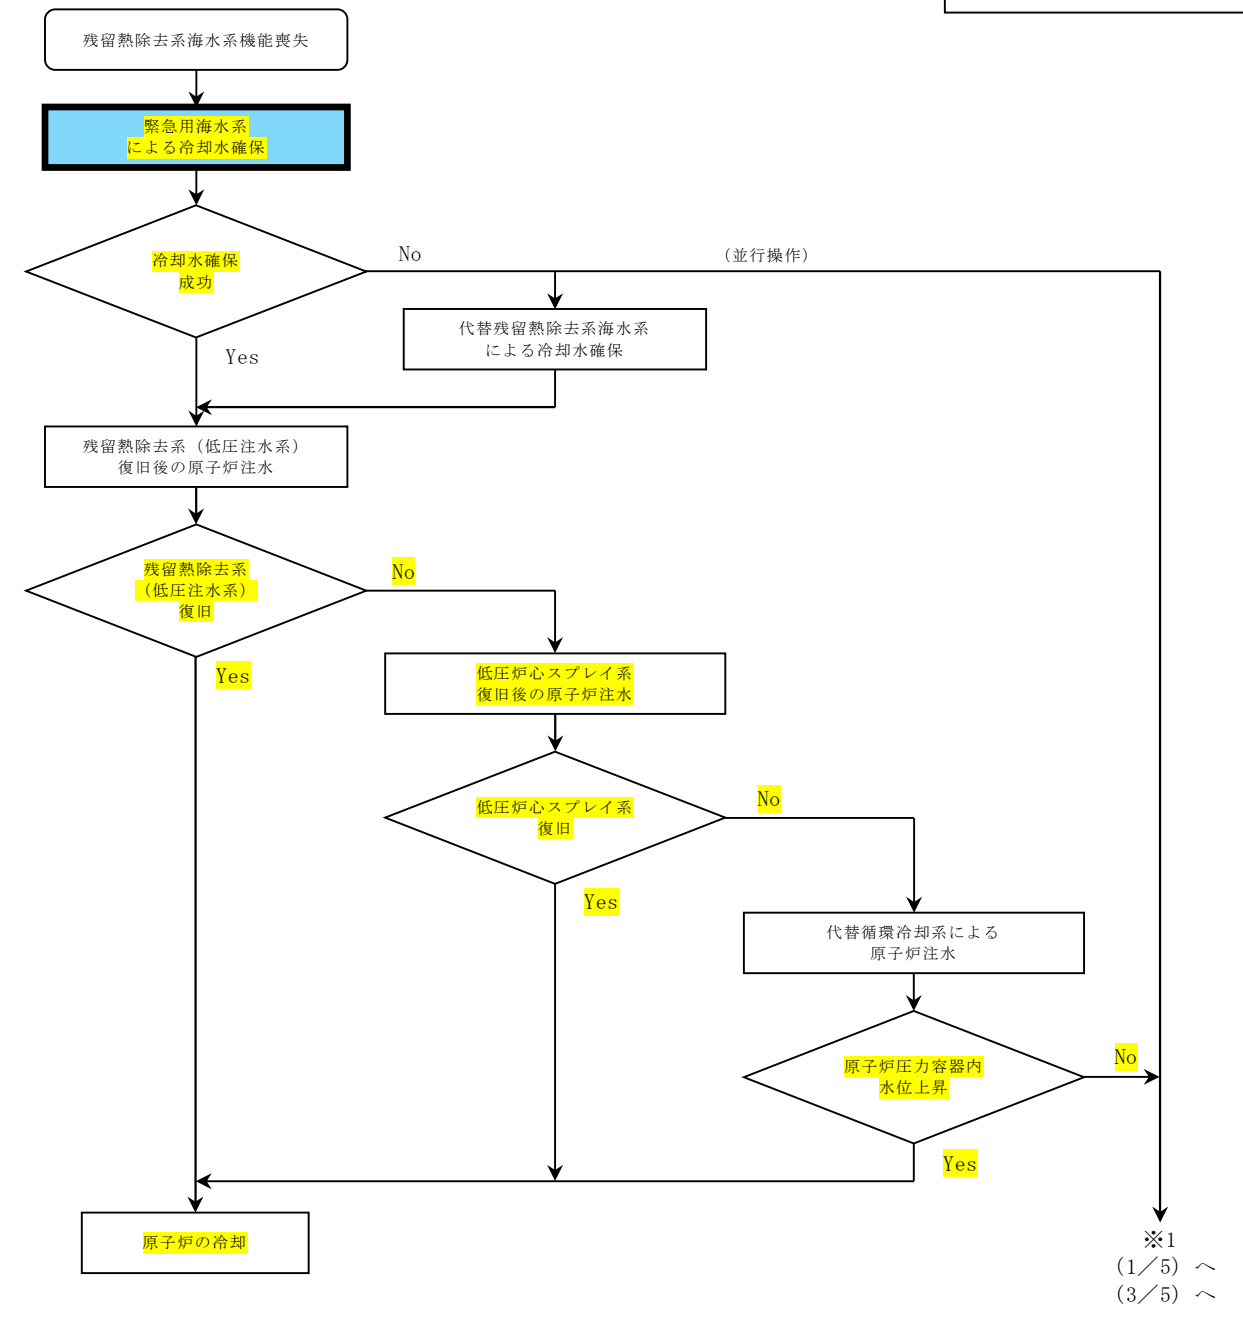 残留熱除去系海水系機能喪失
緊急用海水系
による冷却水確保
冷却水確保
成功
No
（並行操作）
代替残留熱除去系海水系
による冷却水確保
Yes
残留熱除去系（低圧注水系）
復旧後の原子炉注水
残留熱除去系
（低圧注水系）
復旧
No
Yes
低圧炉心スプレイ系
復旧後の原子炉注水
低圧炉心スプレイ系
復旧
No
Yes
代替循環冷却系による
原子炉注水
原子炉圧力容器内
水位上昇
No
Yes
原子炉の冷却
※1
（1／5）へ
（3／5）へ